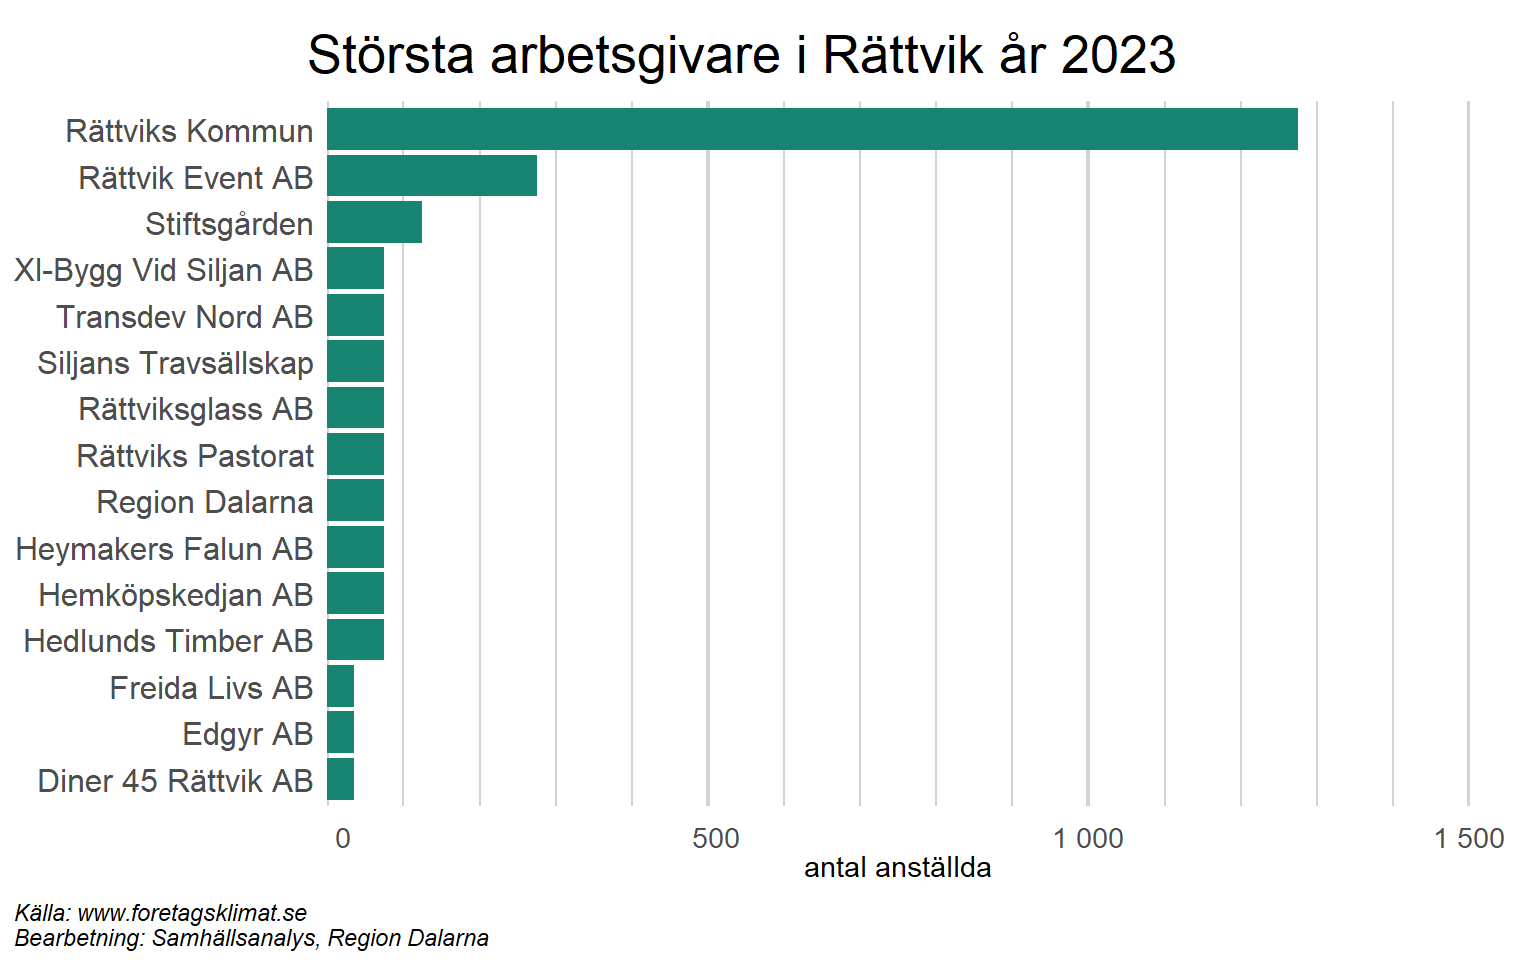 Största arbetsgivare i Rättvik år 2023
Rättviks Kommun
Rättvik Event AB
Stiftsgården
Xl-Bygg Vid Siljan AB
Transdev Nord AB
Siljans Travsällskap
Rättviksglass AB
Rättviks Pastorat
Region Dalarna
Heymakers Falun AB
Hemköpskedjan AB
Hedlunds Timber AB
Freida Livs AB
Edgyr AB
Diner 45 Rättvik AB
0 500 1 000 1 500
antal anställda
Källa: www.foretagsklimat.se
Bearbetning: Samhällsanalys, Region Dalarna